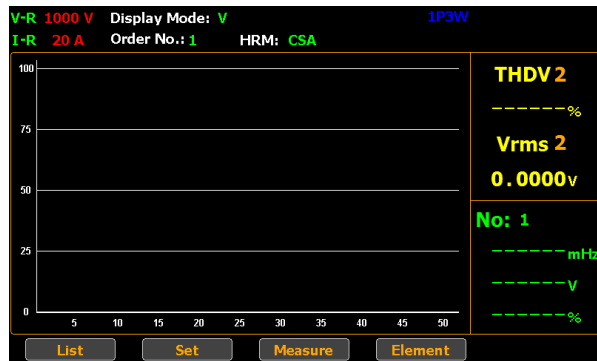 V-R 1000 V Display Mode: V 1P3W
I-R 20 A Order No.: 1 HRM: CSA
100
75
50
25
0
5 10 15 20 25 30 35 40 45 50
THDV 2
------%
Vrms 2
0.0000V
No: 1
------mHz
------V
------%
List Set Measure Element